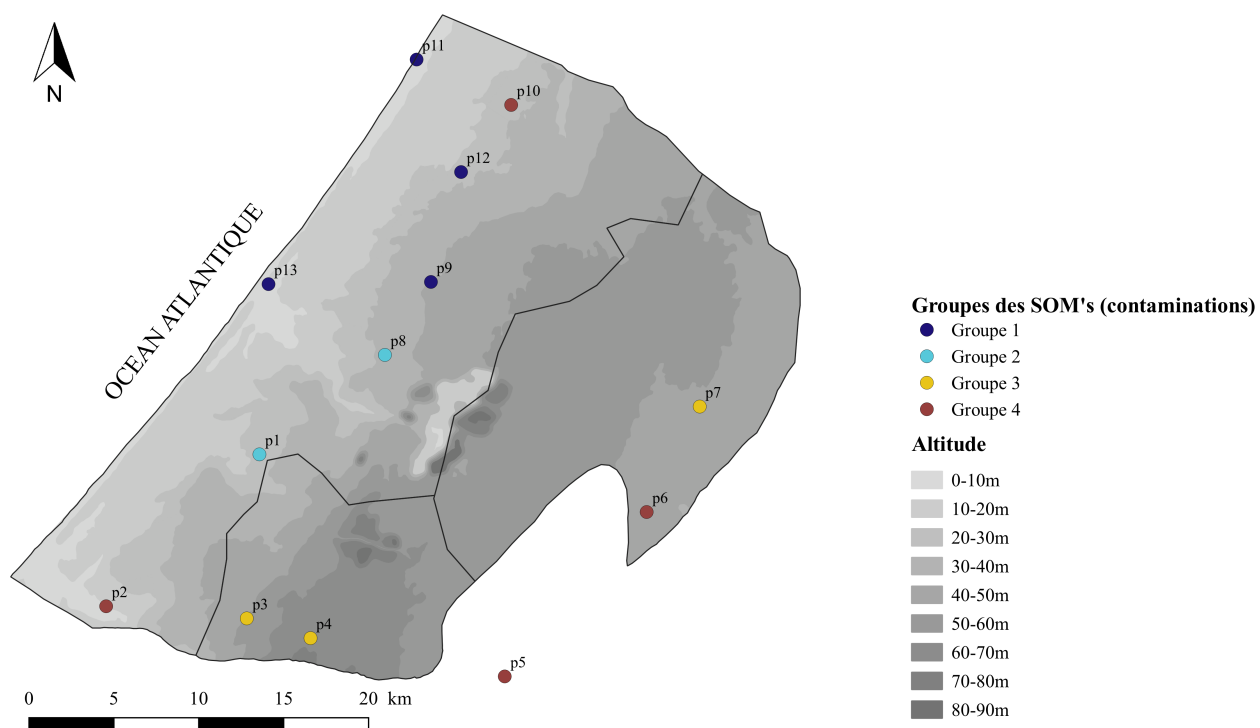 p11
p10
N
p12
OCEAN ATLANTIQUE
p13
p9
p8
p1
p7
p6
p2
p3
p4
p5
0 5 10 15 20 km
Groupes des SOM's (contaminations)
Groupe 1
Groupe 2
Groupe 3
Groupe 4
Altitude
0-10m
10-20m
20-30m
30-40m
40-50m
50-60m
60-70m
70-80m
80-90m